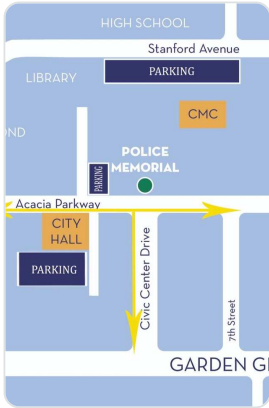 HIGH SCHOOL
Stanford Avenue
PARKING
LIBRARY
CMC
OND
POLICE
MEMORIAL
PARKING
Acacia Parkway
CITY
HALL
PARKING
Civic Center Drive
7th Street
GARDEN G